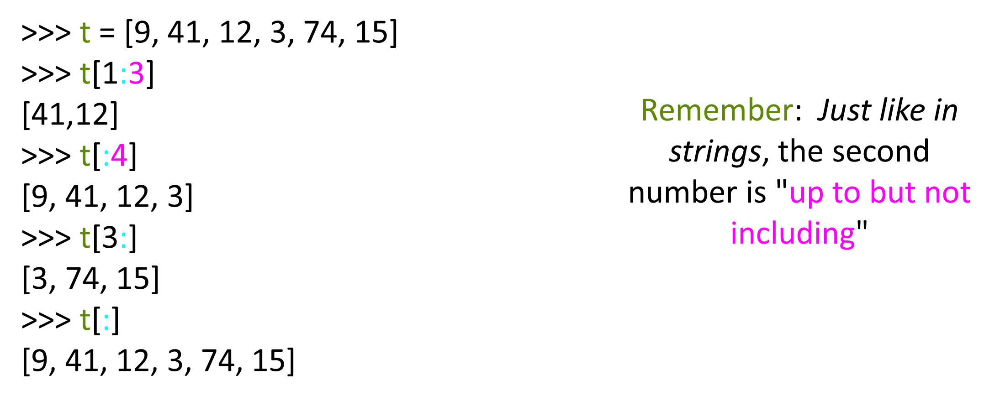 >>> t = [9, 41, 12, 3, 74, 15]
>>> t[1:3]
[41,12]
>>> t[:4]
[9, 41, 12, 3]
>>> t[3:]
[3, 74, 15]
>>> t[:]
[9, 41, 12, 3, 74, 15]
Remember:  Just like in
strings, the second
number is "up to but not
including"